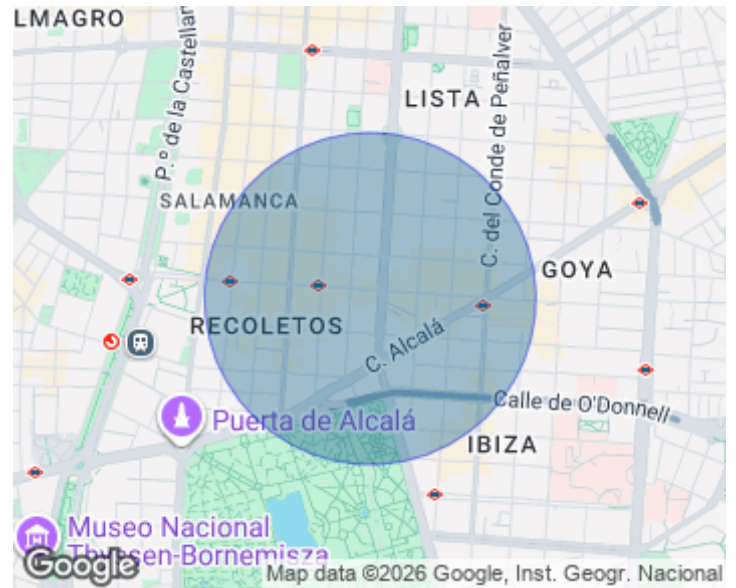 LMAGRO
P.º de la Castellan
LISTA
C. del Conde de Peñalver
SALAMANCA
GOYA
RECOLETOS
C. Alcalá
Calle de O'Donnell
Puerta de Alcalá
IBIZA
Museo Nacional
Thyssen-Bornemisza
Google
Map data ©2026 Google, Inst. Geogr. Nacional